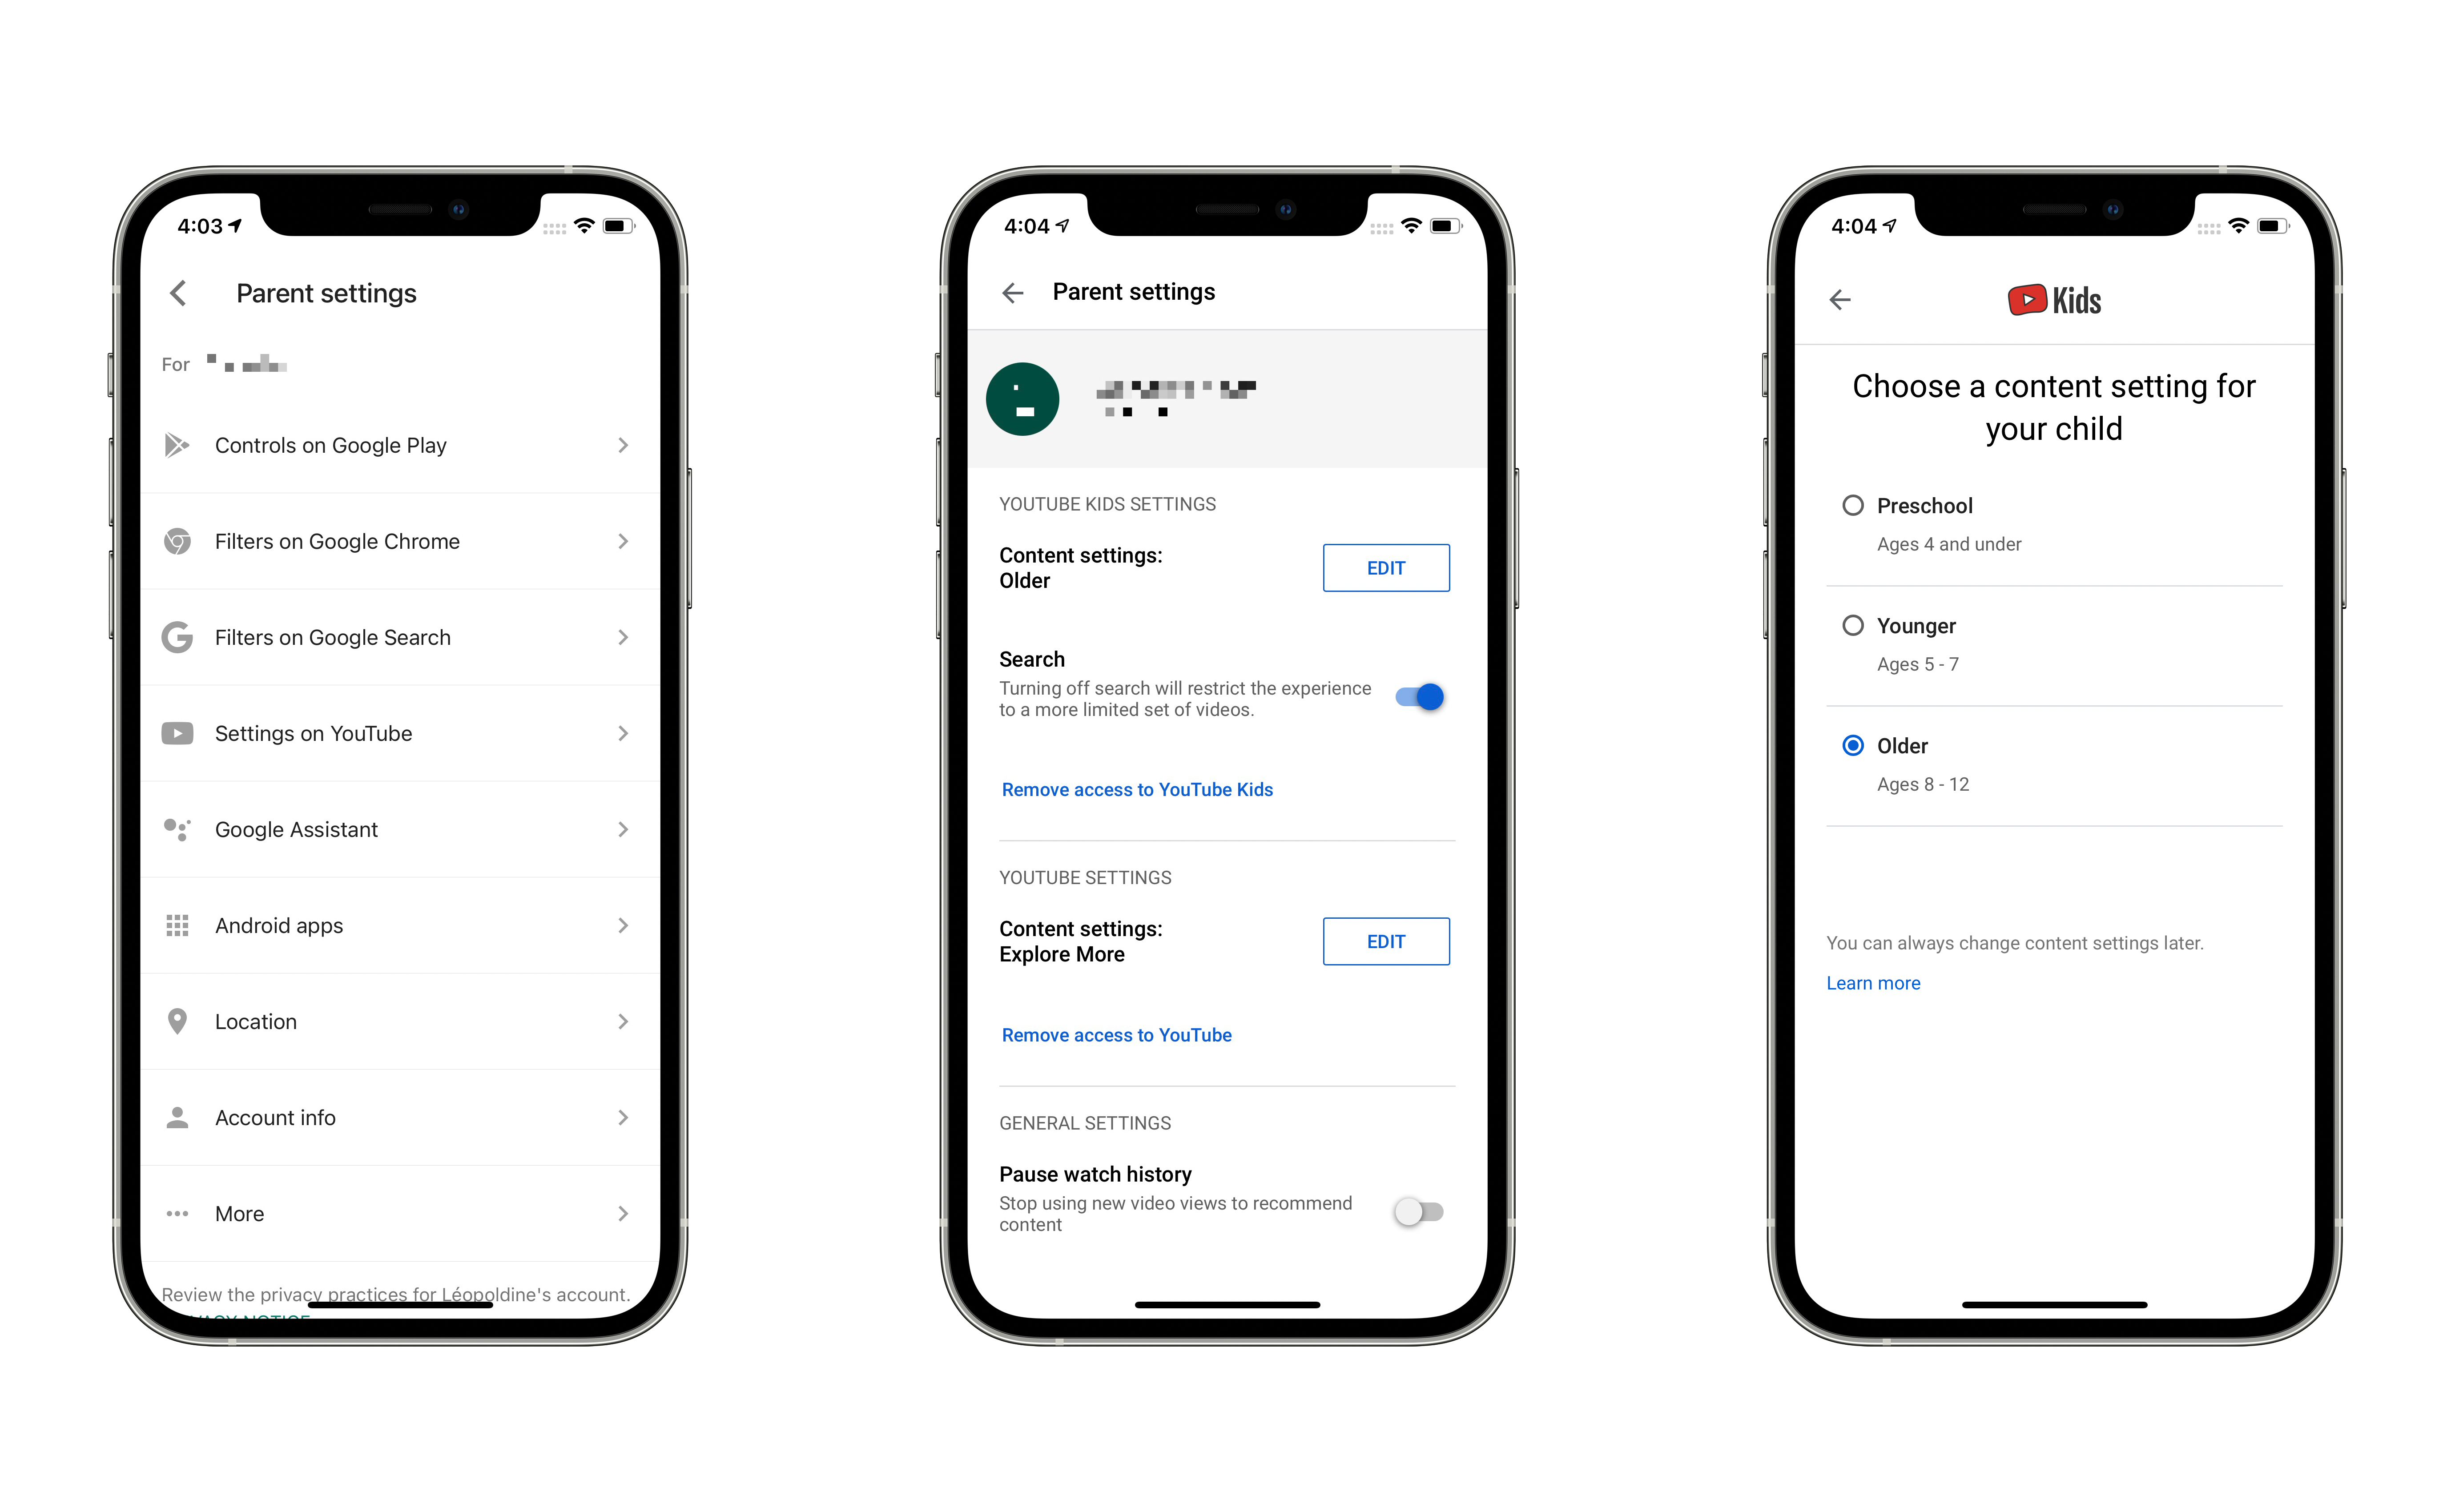 4:03
Parent settings
For
Controls on Google Play
Filters on Google Chrome
Filters on Google Search
Settings on YouTube
Google Assistant
Android apps
Location
Account info
More
Review the privacy practices for Léopoldine's account.
NOTICE
4:04
Parent settings
YOUTUBE KIDS SETTINGS
Content settings:
Older
EDIT
Search
Turning off search will restrict the experience
to a more limited set of videos.
Remove access to YouTube Kids
YOUTUBE SETTINGS
Content settings:
Explore More
EDIT
Remove access to YouTube
GENERAL SETTINGS
Pause watch history
Stop using new video views to recommend
content
4:04
Kids
Choose a content setting for
your child
Preschool
Ages 4 and under
Younger
Ages 5 - 7
Older
Ages 8 - 12
You can always change content settings later.
Learn more